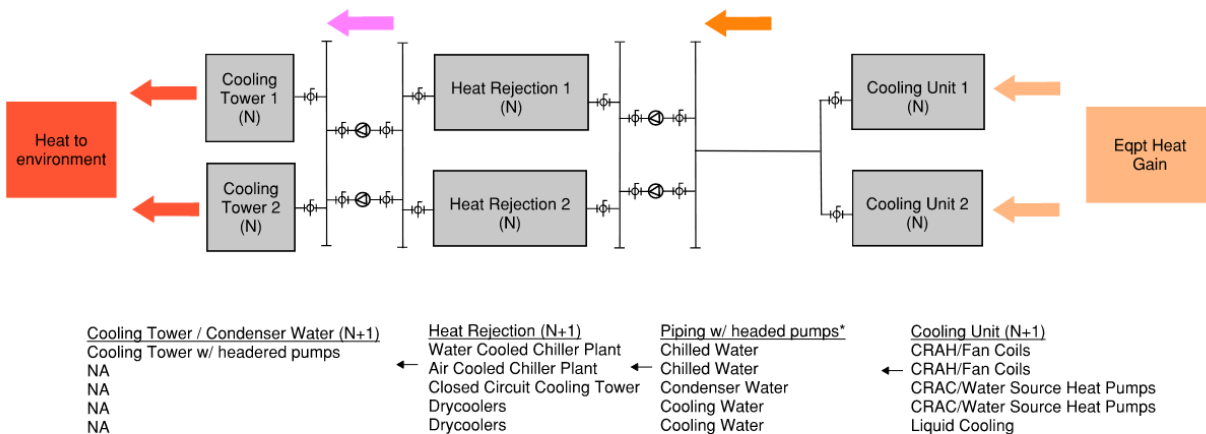 Cooling
Tower 1
(N)
Heat Rejection 1
(N)
Cooling Unit 1
(N)
Heat to
environment
Eqpt Heat
Gain
Cooling
Tower 2
(N)
Heat Rejection 2
(N)
Cooling Unit 2
(N)
Cooling Tower / Condenser Water (N+1)
Cooling Tower w/ headered pumps
NA
NA
NA
NA
Heat Rejection (N+1)
Water Cooled Chiller Plant
Air Cooled Chiller Plant
Closed Circuit Cooling Tower
Drycoolers
Drycoolers
Piping w/ headed pumps*
Chilled Water
Chilled Water
Condenser Water
Cooling Water
Cooling Water
Cooling Unit (N+1)
CRAH/Fan Coils
CRAH/Fan Coils
CRAC/Water Source Heat Pumps
CRAC/Water Source Heat Pumps
Liquid Cooling